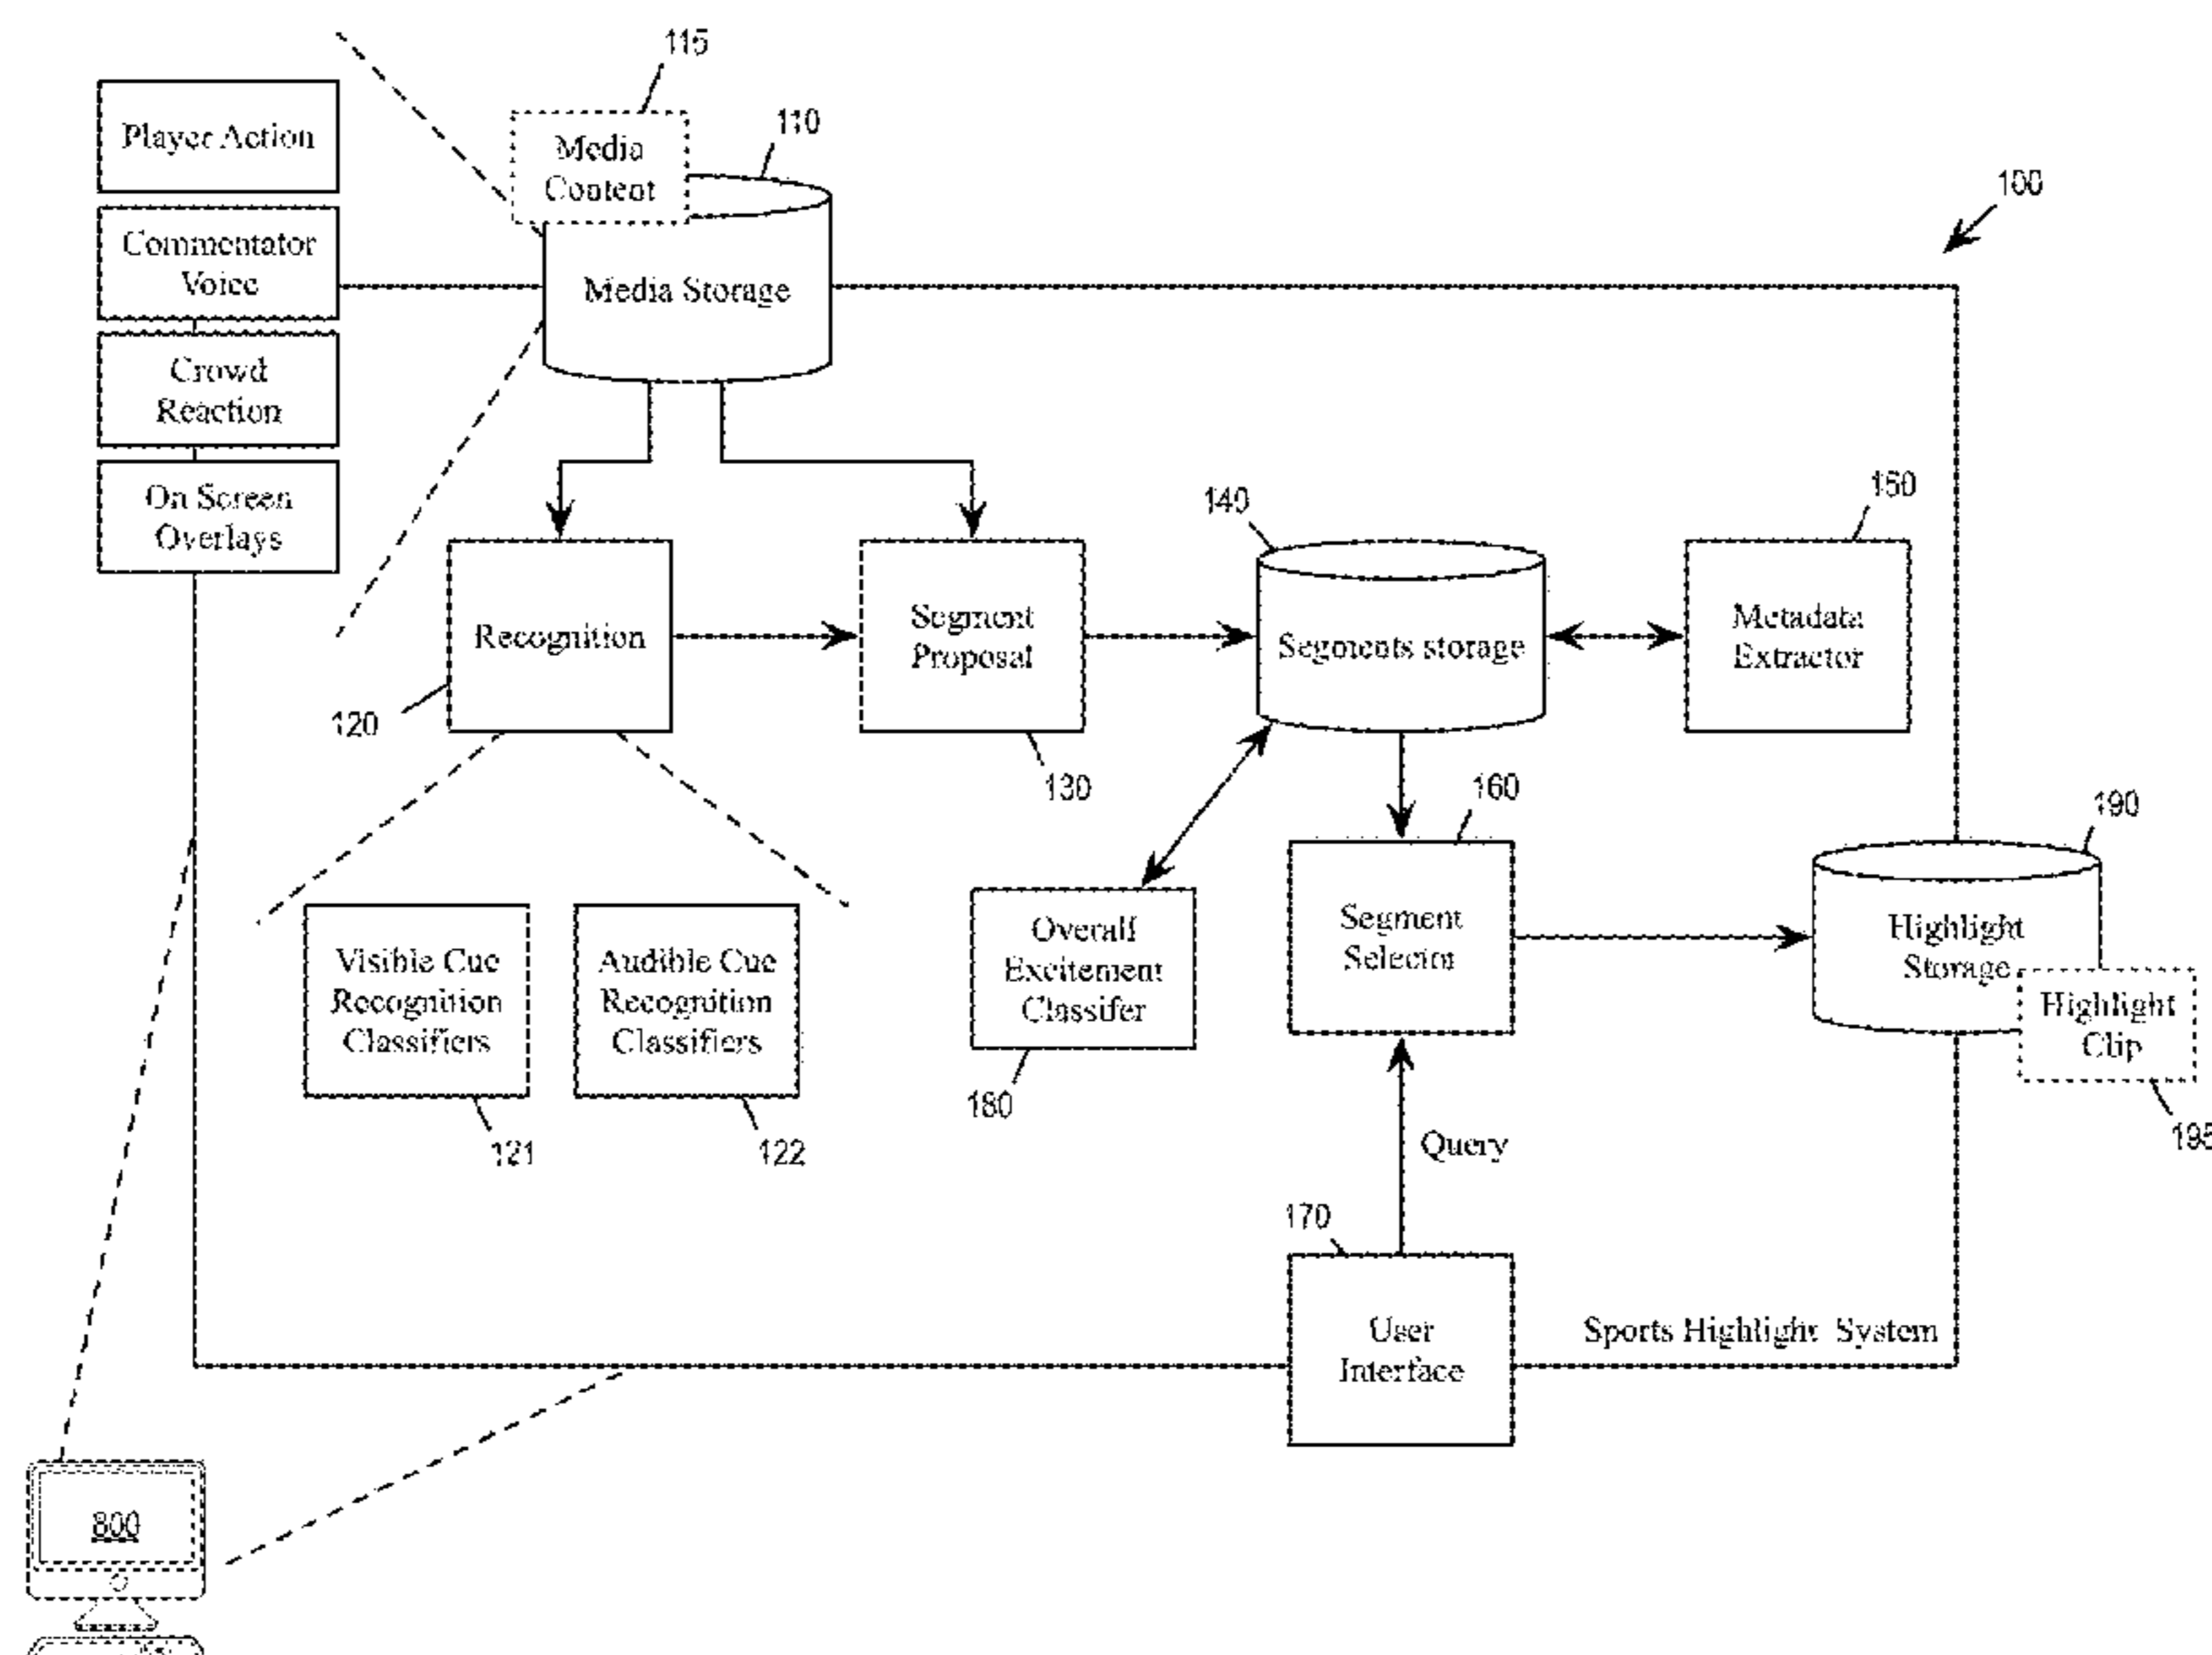 115
Player Action
Media
Content
110
100
Commentator
Voice
Media Storage
Crowd
Reaction
On Screen
Overlays
140
150
Recognition
Segment
Proposal
Segments storage
Metadata
Extractor
120
130
160
190
Visible Cue
Recognition
Classifiers
Audible Cue
Recognition
Classifiers
Overall
Excitement
Classifer
Segment
Selector
Highlight
Storage
Highlight
Clip
121
122
180
195
Query
170
User
Interface
Sports Highlight System
800